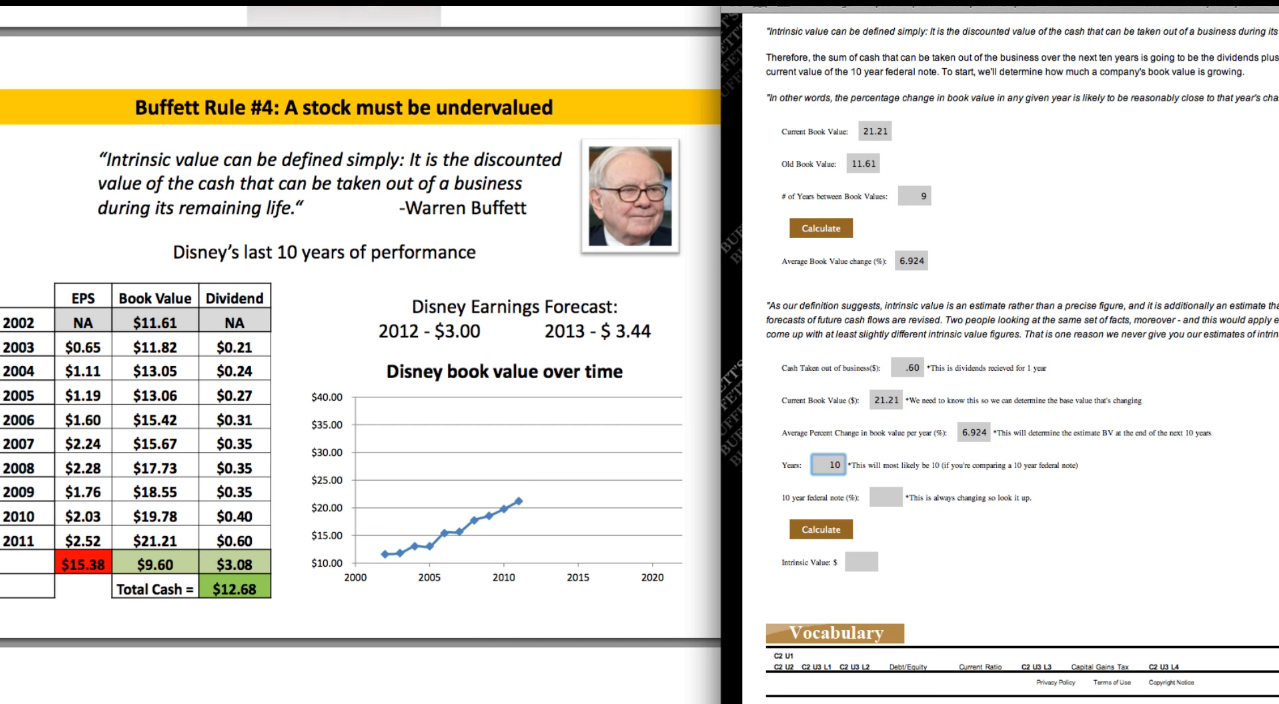 Buffett Rule #4: A stock must be undervalued
“Intrinsic value can be defined simply: It is the discounted
value of the cash that can be taken out of a business
during its remaining life.“ -Warren Buffett
Disney’s last 10 years of performance
EPS Book Value Dividend
2002 NA $11.61 NA
2003 $0.65 $11.82 $0.21
2004 $1.11 $13.05 $0.24
2005 $1.19 $13.06 $0.27
2006 $1.60 $15.42 $0.31
2007 $2.24 $15.67 $0.35
2008 $2.28 $17.73 $0.35
2009 $1.76 $18.55 $0.35
2010 $2.03 $19.78 $0.40
2011 $2.52 $21.21 $0.60
$15.38 $9.60 $3.08
Total Cash = $12.68
Disney Earnings Forecast:
2012 - $3.00 2013 - $ 3.44
Disney book value over time
$40.00
$35.00
$30.00
$25.00
$20.00
$15.00
$10.00
2000 2005 2010 2015 2020
"Intrinsic value can be defined simply: It is the discounted value of the cash that can be taken out of a business during its
Therefore, the sum of cash that can be taken out of the business over the next ten years is going to be the dividends plus
current value of the 10 year federal note. To start, we'll determine how much a company's book value is growing.
"In other words, the percentage change in book value in any given year is likely to be reasonably close to that year's cha
Current Book Value: 21.21
Old Book Value: 11.61
# of Years between Book Values: 9
Calculate
Average Book Value change (%): 6.924
"As our definition suggests, intrinsic value is an estimate rather than a precise figure, and it is additionally an estimate tha
forecasts of future cash flows are revised. Two people looking at the same set of facts, moreover - and this would apply e
come up with at least slightly different intrinsic value figures. That is one reason we never give you our estimates of intrin
Cash Taken out of business($): .60 *This is dividends recieved for 1 year
Current Book Value ($): 21.21 *We need to know this so we can determine the base value that's changing
Average Percent Change in book value per year (%): 6.924 *This will determine the estimate BV at the end of the next 10 years
Years: 10 *This will most likely be 10 (if you're comparing a 10 year federal note)
10 year federal note (%): *This is always changing so look it up.
Calculate
Intrinsic Value: $
Vocabulary
C2 U1
C2 U2 C2 U3 L1 C2 U3 L2 Debt/Equity Current Ratio C2 U3 L3 Capital Gains Tax C2 U3 L4
Privacy Policy Terms of Use Copyright Notice